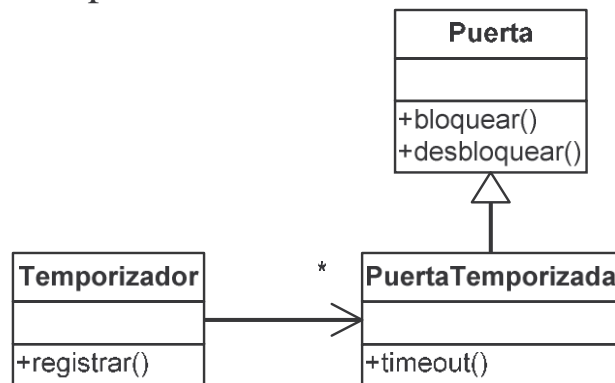 Puerta
+bloquear()
+desbloquear()
Temporizador
*
PuertaTemporizada
+registrar()
+timeout()